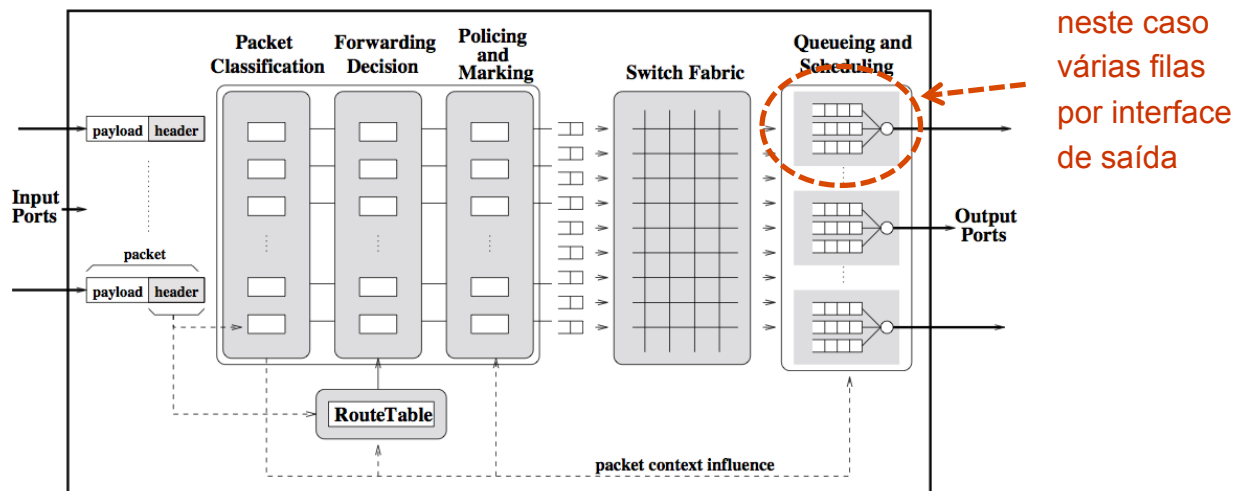 neste caso
várias filas
por interface
de saída
Packet
Classification
Forwarding
Decision
Policing
and
Marking
Switch Fabric
Queueing and
Scheduling
payload header
Input
Ports
packet
payload header
Output
Ports
RouteTable
packet context influence